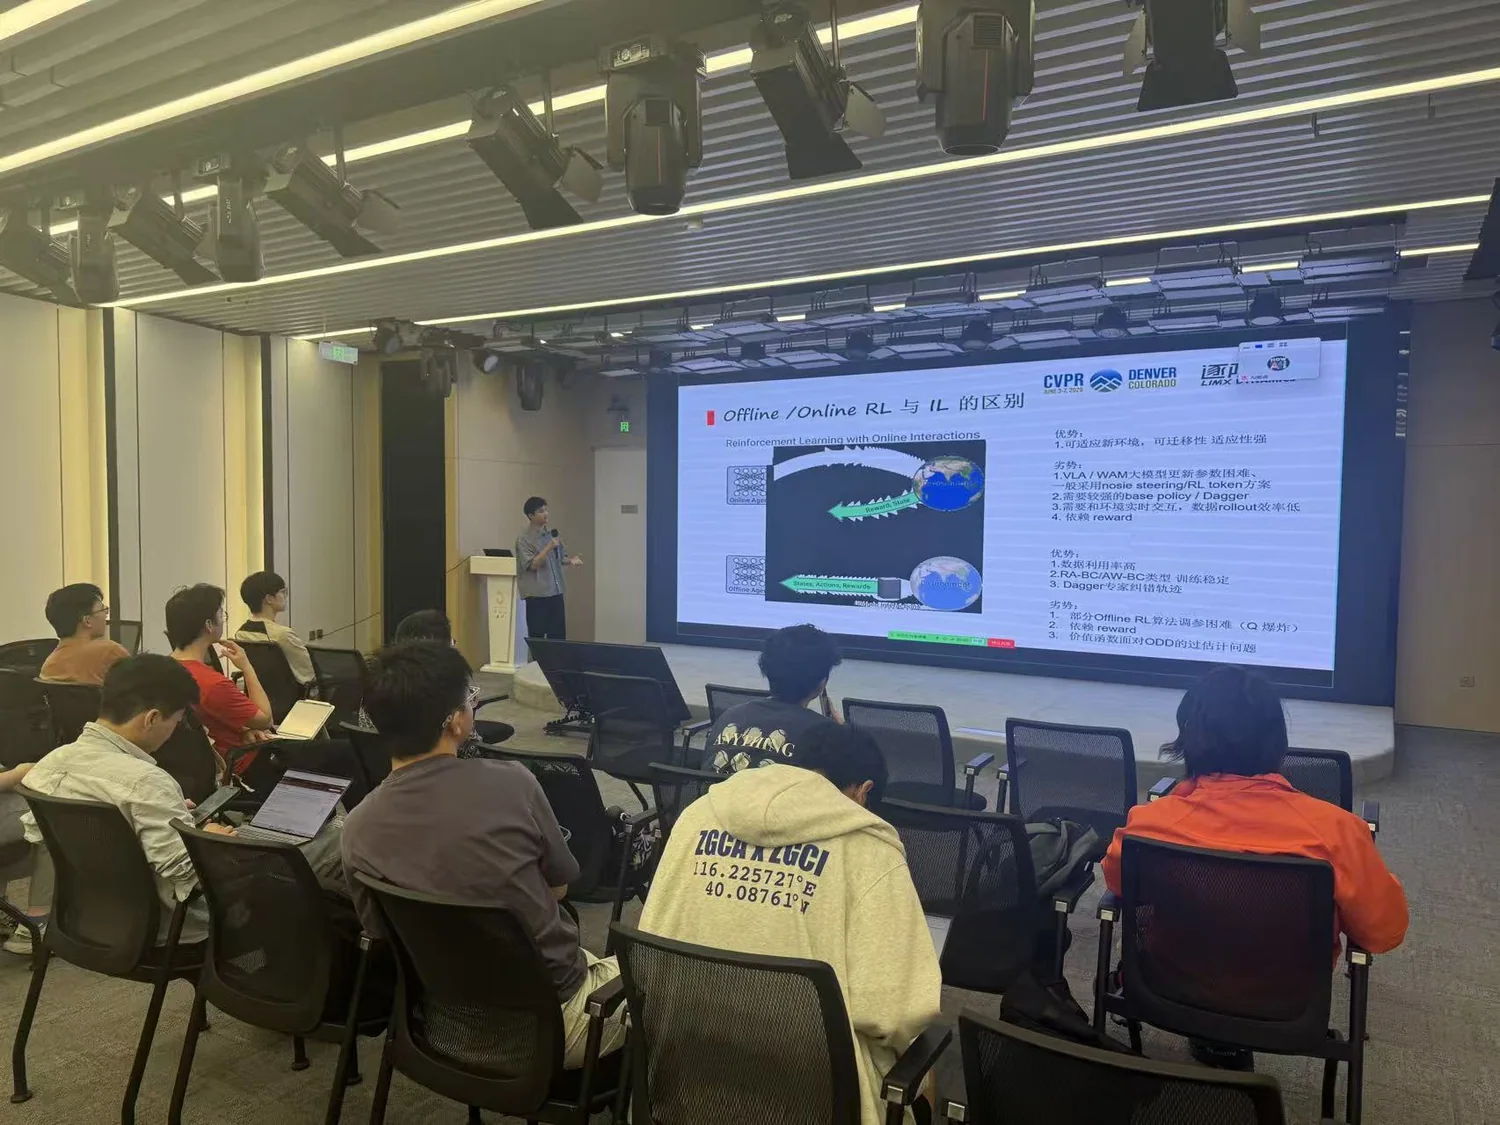 CVPR
DENVER
COLORADO
LIMX
Offline /Online RL 与 IL 的区别
Reinforcement Learning with Online Interactions
Reward, State
States, Actions, Rewards
优势：
1.可适应新环境，可迁移性 适应性强
劣势：
1.VLA / WAM大模型更新参数困难、
一般采用nosie steering/RL token方案
2.需要较强的base policy / Dagger
3.需要和环境实时交互，数据rollout效率低
4. 依赖 reward
优势：
1.数据利用率高
2.RA-BC/AW-BC类型 训练稳定
3. Dagger专家纠错轨迹
劣势：
1. 部分Offline RL算法调参困难（Q 爆炸）
2. 依赖 reward
3. 价值函数面对ODD的过估计问题
ANYTHING
ZGCA X ZGCI
116.225727°E
40.08761°N